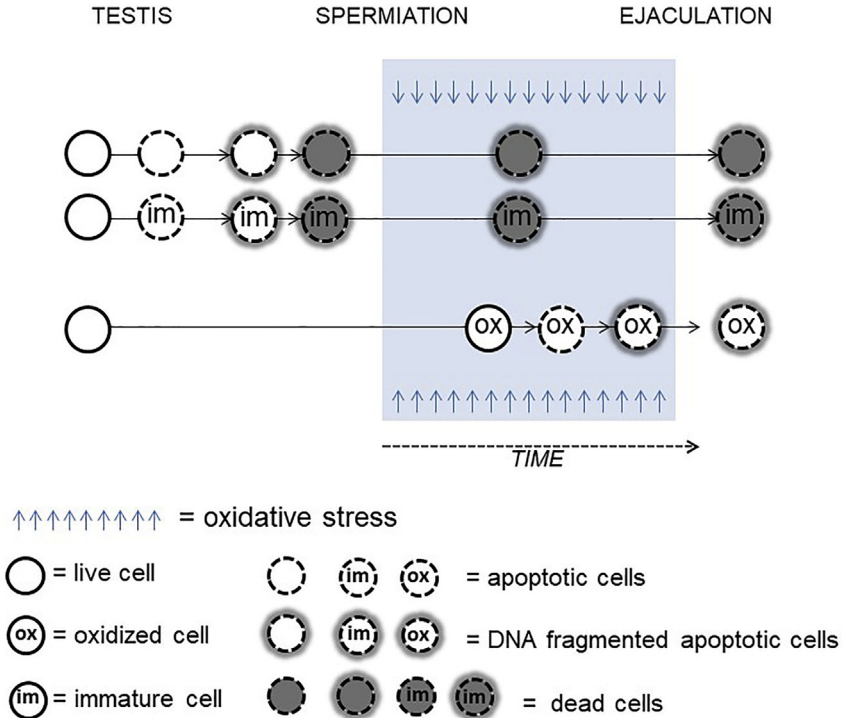 TESTIS SPERMIATION EJACULATION
im im im im im
ox ox ox ox
TIME
= oxidative stress
= live cell im ox = apoptotic cells
ox = oxidized cell im ox = DNA fragmented apoptotic cells
im = immature cell im im = dead cells